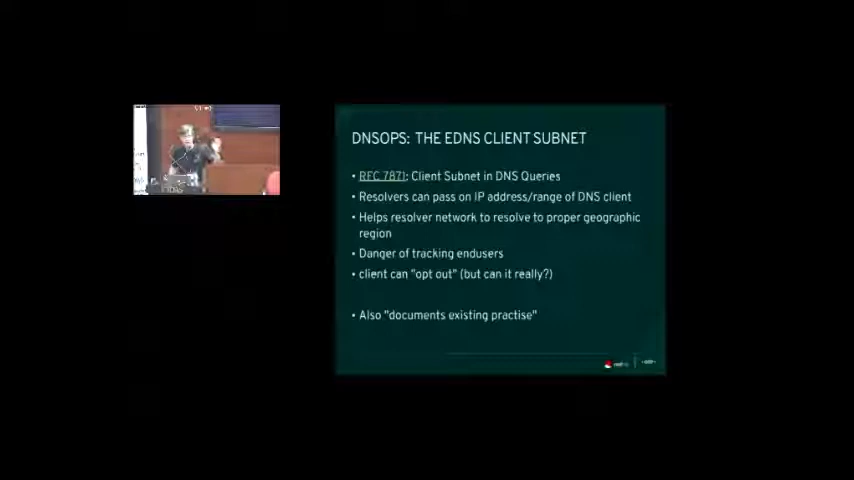 DNSOPS: THE EDNS CLIENT SUBNET
• RFC 7871: Client Subnet in DNS Queries
• Resolvers can pass on IP address/range of DNS client
• Helps resolver network to resolve to proper geographic
region
• Danger of tracking endusers
• client can "opt out" (but can it really?)
• Also "documents existing practise"